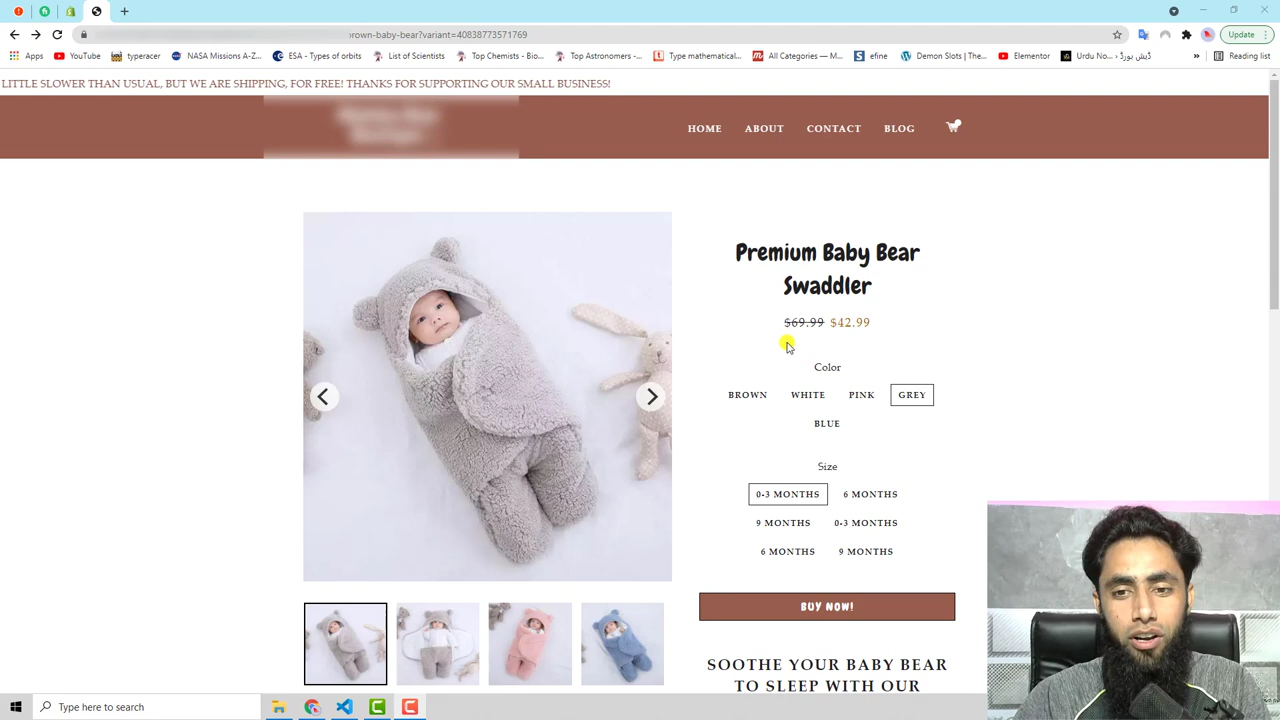 rown-baby-bear?variant=40838773571769
Update
Apps
YouTube
typeracer
NASA Missions A-Z...
ESA - Types of orbits
List of Scientists
Top Chemists - Bio...
Top Astronomers -...
Type mathematical...
All Categories — M...
efine
Demon Slots | The...
Elementor
Urdu No... ڈیش بورڈ ›
»
Reading list
LITTLE SLOWER THAN USUAL, BUT WE ARE SHIPPING, FOR FREE! THANKS FOR SUPPORTING OUR SMALL BUSINESS!
HOME
ABOUT
CONTACT
BLOG
Premium Baby Bear
Swaddler
$69.99 $42.99
Color
BROWN
WHITE
PINK
GREY
BLUE
Size
0-3 MONTHS
6 MONTHS
9 MONTHS
0-3 MONTHS
6 MONTHS
9 MONTHS
BUY NOW!
SOOTHE YOUR BABY BEAR
TO SLEEP WITH OUR
Type here to search